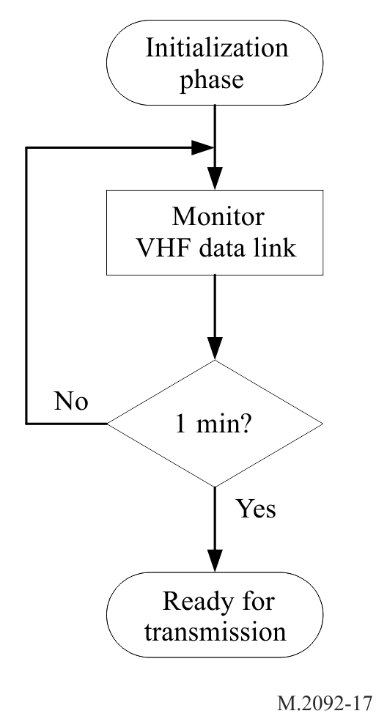 Initialization
phase
Monitor
VHF data link
No
1 min?
Yes
Ready for
transmission
M.2092-17